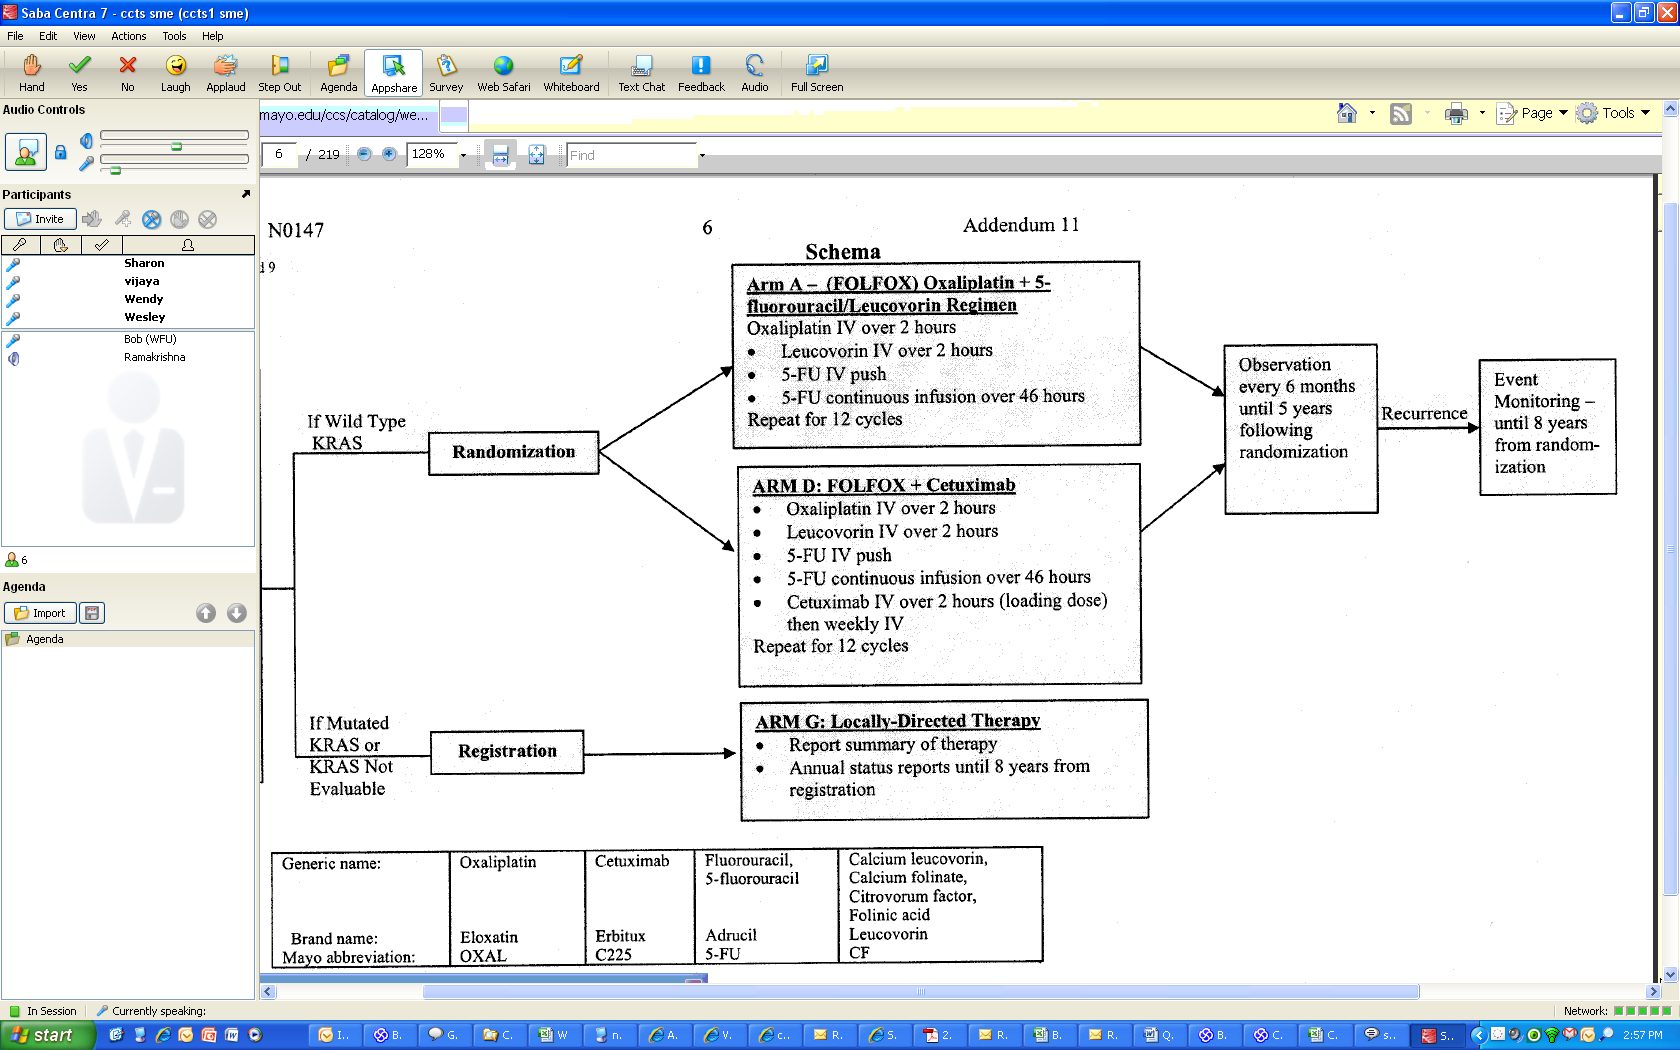 Saba Centra 7 - ccts sme (ccts1 sme)
File Edit View Actions Tools Help
Hand Yes No Laugh Applaud Step Out Agenda Appshare Survey Web Safari Whiteboard Text Chat Feedback Audio Full Screen
Audio Controls
mayo.edu/ccs/catalog/we...
Page Tools
6 / 219 128% Find
Participants
Invite
Sharon
vijaya
Wendy
Wesley
Bob (WFU)
Ramakrishna
6
Agenda
Import
Agenda
N0147 6 Addendum 11
Schema
Arm A – (FOLFOX) Oxaliplatin + 5-
fluorouracil/Leucovorin Regimen
Oxaliplatin IV over 2 hours
• Leucovorin IV over 2 hours
• 5-FU IV push
• 5-FU continuous infusion over 46 hours
Repeat for 12 cycles
If Wild Type
KRAS
Randomization
ARM D: FOLFOX + Cetuximab
• Oxaliplatin IV over 2 hours
• Leucovorin IV over 2 hours
• 5-FU IV push
• 5-FU continuous infusion over 46 hours
• Cetuximab IV over 2 hours (loading dose)
then weekly IV
Repeat for 12 cycles
Observation
every 6 months
until 5 years
following
randomization
Recurrence
Event
Monitoring –
until 8 years
from random-
ization
If Mutated
KRAS or
KRAS Not
Evaluable
Registration
ARM G: Locally-Directed Therapy
• Report summary of therapy
• Annual status reports until 8 years from
registration
Generic name: Oxaliplatin Cetuximab Fluorouracil, Calcium leucovorin,
5-fluorouracil Calcium folinate,
Citrovorum factor,
Folinic acid
Brand name: Eloxatin Erbitux Adrucil Leucovorin
Mayo abbreviation: OXAL C225 5-FU CF
In Session Currently speaking: Network:
start I... B. G. C. W n. A. V. c.. R. S. 2. R. B. R. Q. B. C. C. s.. S.. 2:57 PM